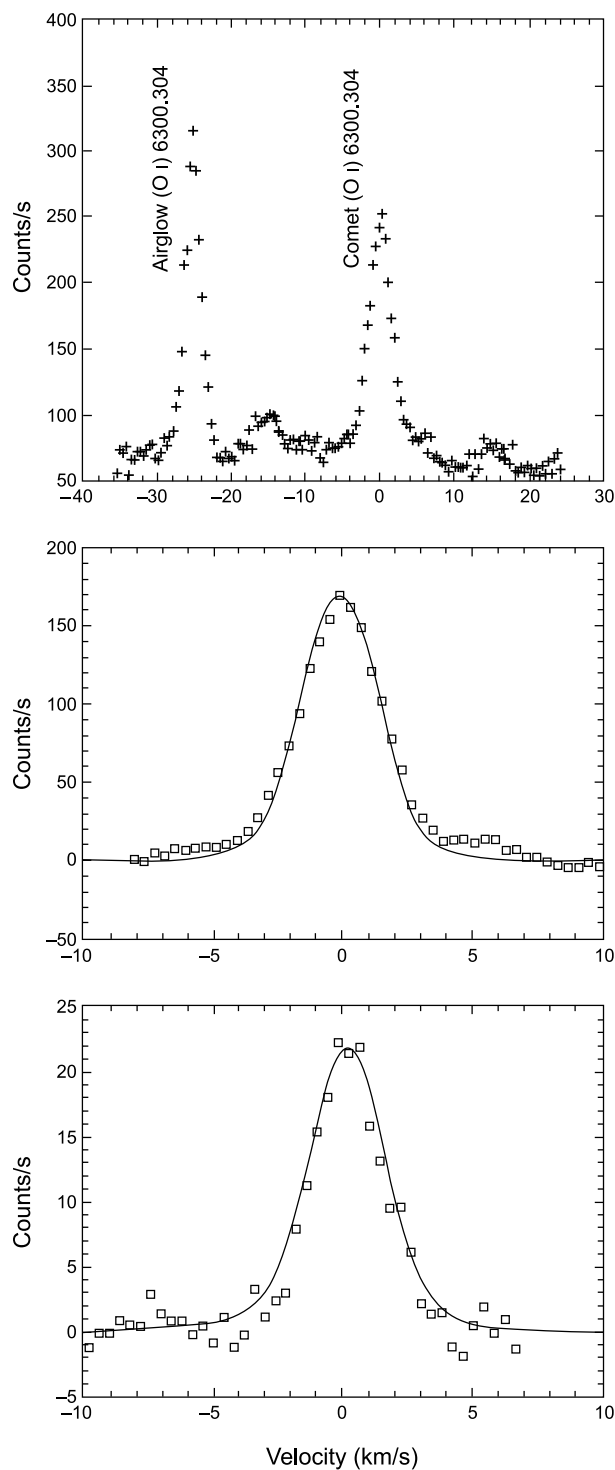 400
350
300
250
200
150
100
50
Counts/s
Airglow (O I) 6300.304
Comet (O I) 6300.304
–40 –30 –20 –10 0 10 20 30
200
150
100
50
0
–50
Counts/s
–10 –5 0 5 10
25
20
15
10
5
0
–5
Counts/s
–10 –5 0 5 10
Velocity (km/s)